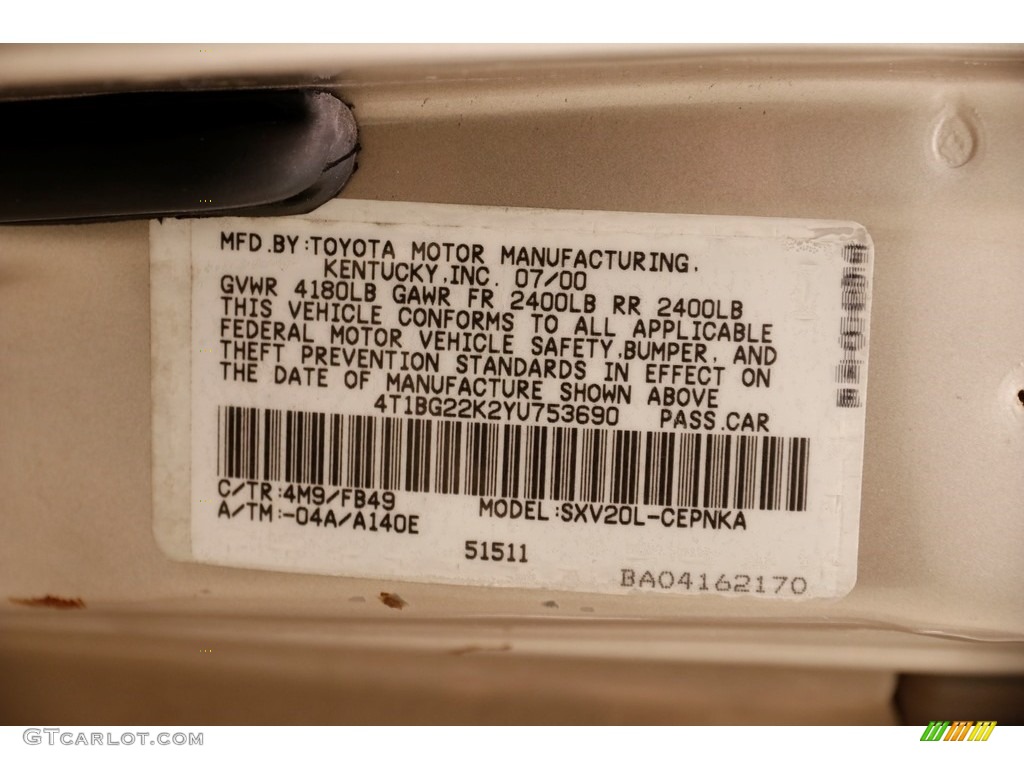 MFD.BY:TOYOTA MOTOR MANUFACTURING,
KENTUCKY,INC. 07/00
GVWR 4180LB GAWR FR 2400LB RR 2400LB
THIS VEHICLE CONFORMS TO ALL APPLICABLE
FEDERAL MOTOR VEHICLE SAFETY,BUMPER, AND
THEFT PREVENTION STANDARDS IN EFFECT ON
THE DATE OF MANUFACTURE SHOWN ABOVE
4T1BG22K2YU753690 PASS.CAR
C/TR:4M9/FB49
A/TM:-04A/A140E
MODEL:SXV20L-CEPNKA
51511
BA04162170
GTCarLot.com